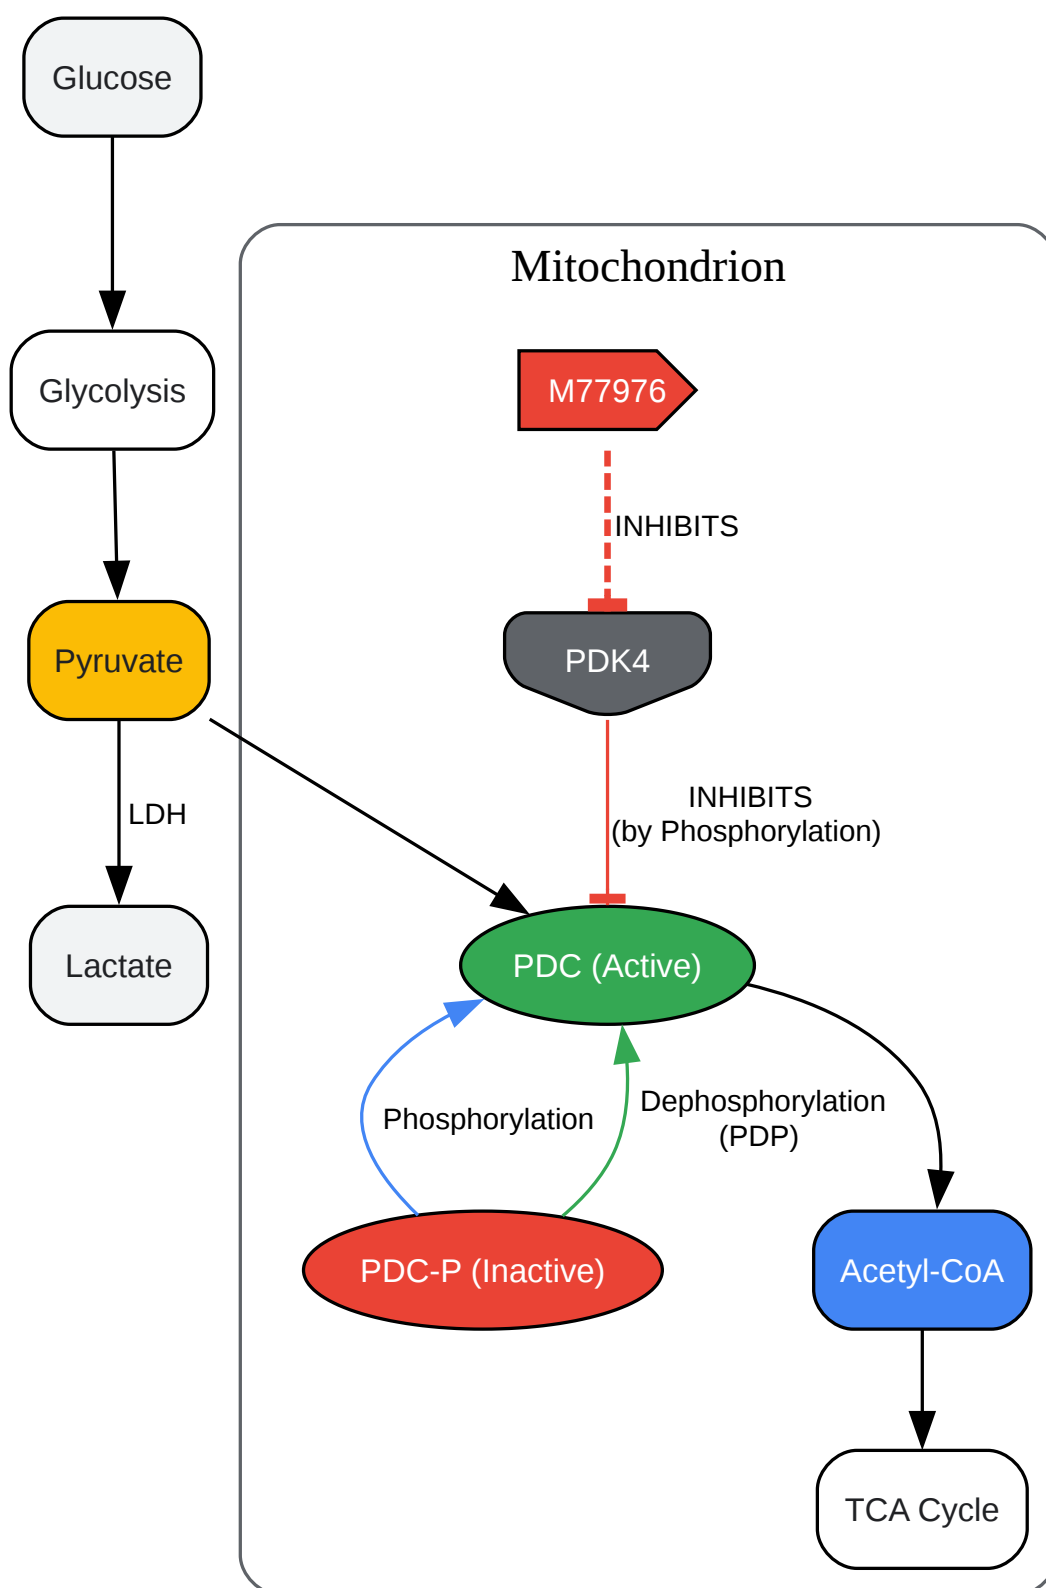 Glucose
Mitochondrion
Glycolysis
M77976
INHIBITS
Pyruvate
PDK4
LDH
INHIBITS
(by Phosphorylation)
Lactate
PDC (Active)
Phosphorylation
Dephosphorylation
(PDP)
PDC-P (Inactive)
Acetyl-CoA
TCA Cycle